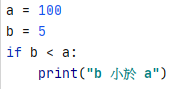 a = 100
b = 5
if b < a:
    print("b 小於 a")